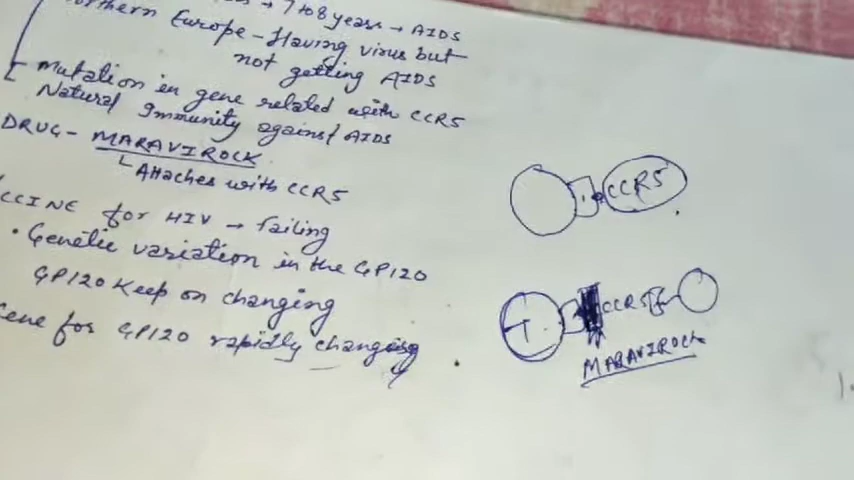 → 7 to 8 years → AIDS
Northern Europe - Having virus but
not getting AIDS
Mutation in gene related with CCR5
Natural Immunity against AIDS
DRUG - MARAVIROCK
Attaches with CCR5
CCINE for HIV → failing
• Genetic variation in the GP120
GP120 Keep on changing
Gene for GP120 rapidly changing
CCR5
T CCR5
MARAVIROCK